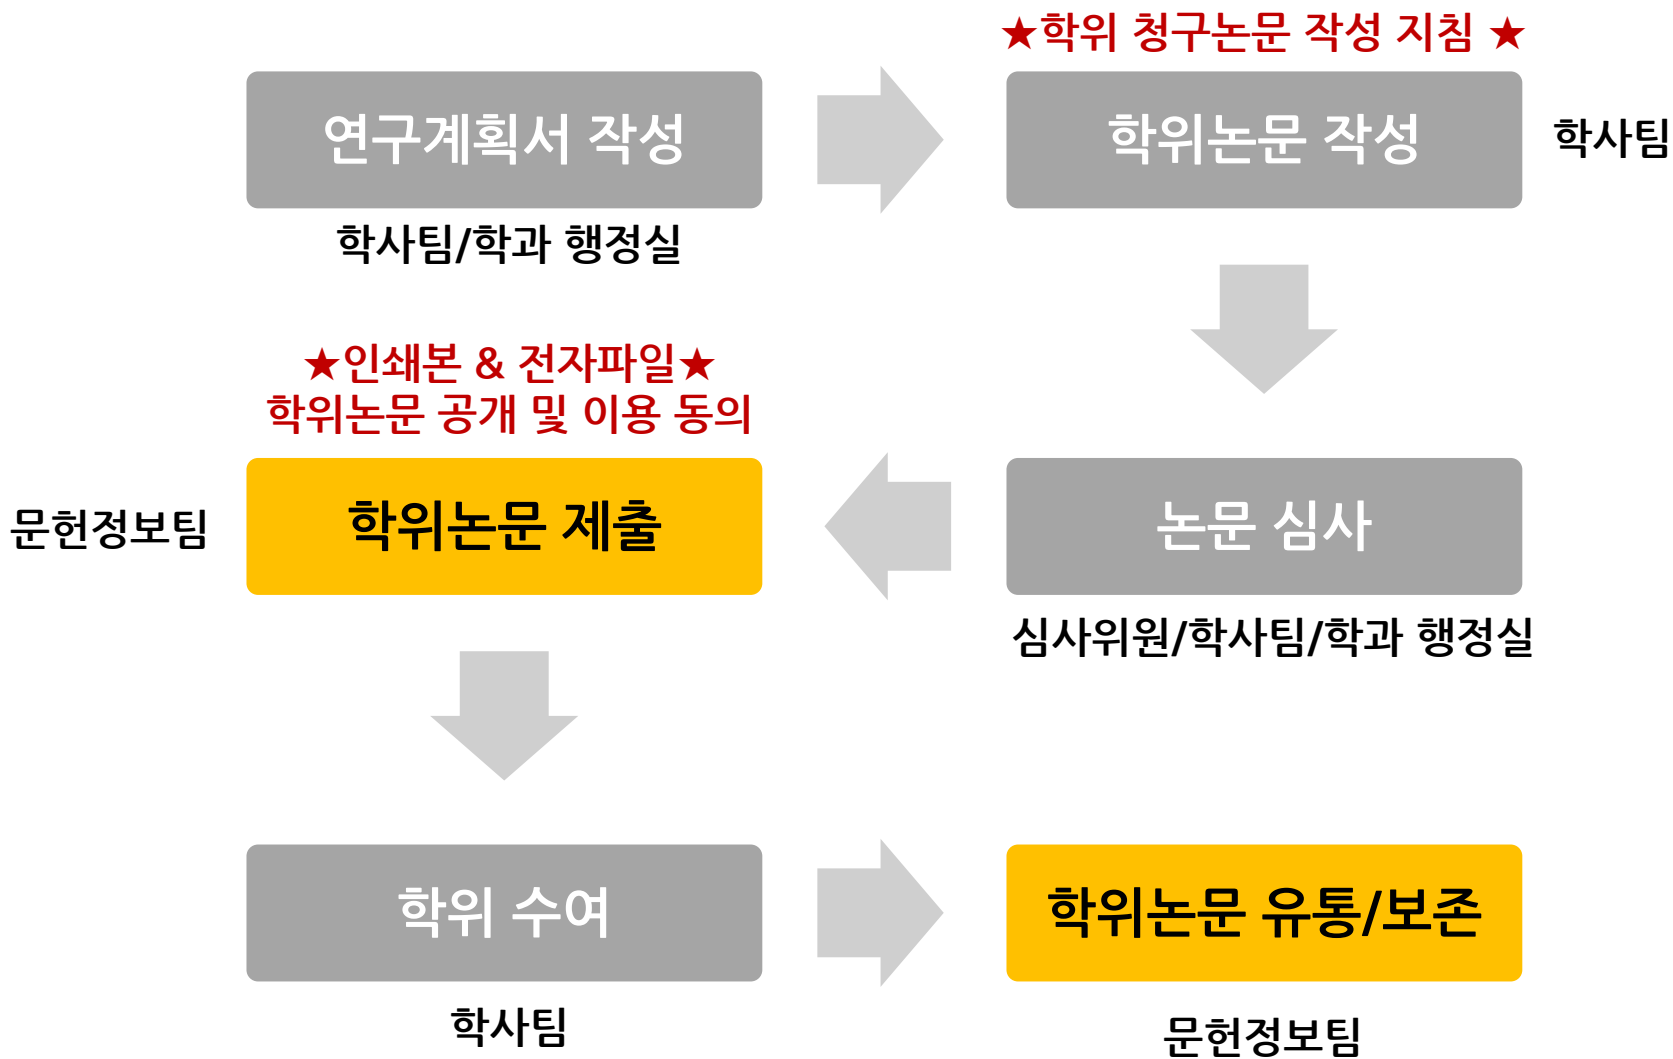 ★학위 청구논문 작성 지침 ★
연구계획서 작성
학위논문 작성
학사팀
학사팀/학과 행정실
★인쇄본 & 전자파일★
학위논문 공개 및 이용 동의
문헌정보팀
학위논문 제출
논문 심사
심사위원/학사팀/학과 행정실
학위 수여
학위논문 유통/보존
학사팀
문헌정보팀